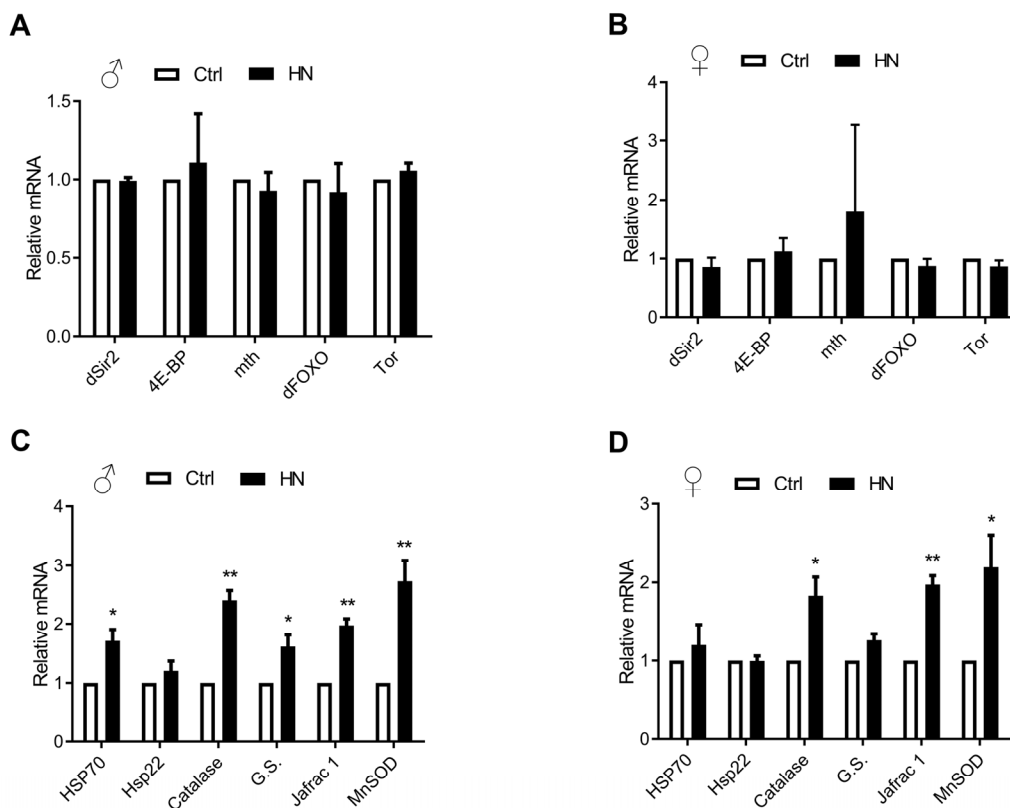 A
♂ Ctrl HN
Relative mRNA
1.5
1.0
0.5
0.0
dSir2 4E-BP mth dFOXO Tor
B
♀ Ctrl HN
Relative mRNA
4
3
2
1
0
dSir2 4E-BP mth dFOXO Tor
C
♂ Ctrl HN
Relative mRNA
4
3
2
1
0
* ** * ** **
HSP70 Hsp22 Catalase G.S. Jafrac 1 MnSOD
D
♀ Ctrl HN
Relative mRNA
3
2
1
0
* ** *
HSP70 Hsp22 Catalase G.S. Jafrac 1 MnSOD